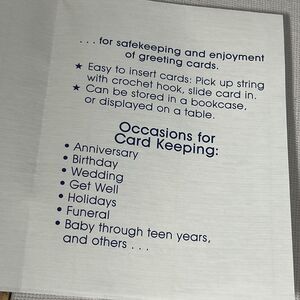 . . . for safekeeping and enjoyment
of greeting cards.
★ Easy to insert cards: Pick up string
with crochet hook, slide card in.
★ Can be stored in a bookcase,
or displayed on a table.
Occasions for
Card Keeping:
• Anniversary
• Birthday
• Wedding
• Get Well
• Holidays
• Funeral
• Baby through teen years,
and others . . .